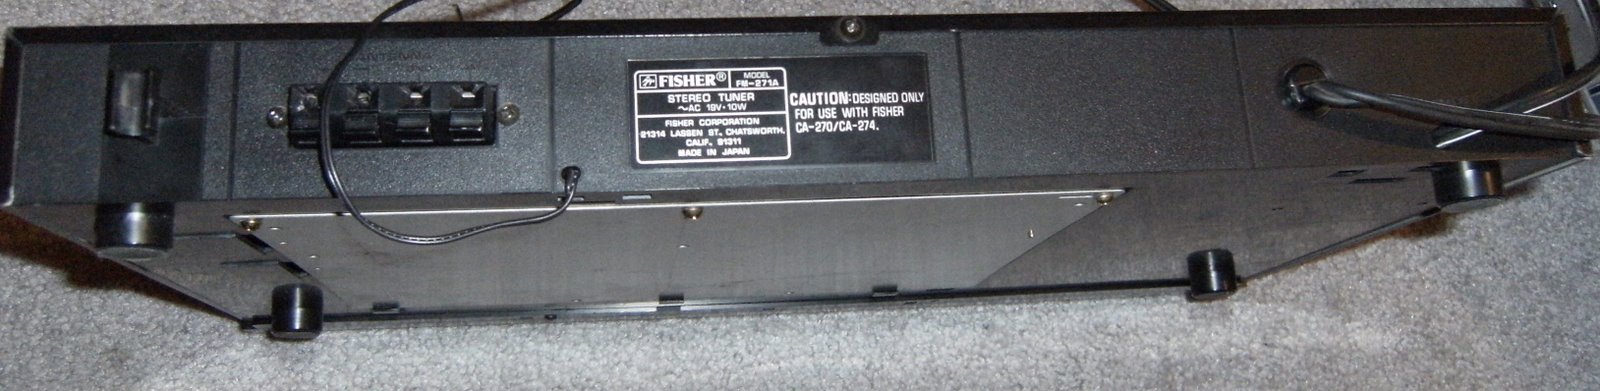 ANTENNA
FISHER® MODEL FM-271A
STEREO TUNER
~AC 19V·10W
FISHER CORPORATION
21314 LASSEN ST., CHATSWORTH,
CALIF., 91311
MADE IN JAPAN
CAUTION: DESIGNED ONLY
FOR USE WITH FISHER
CA-270/CA-274.